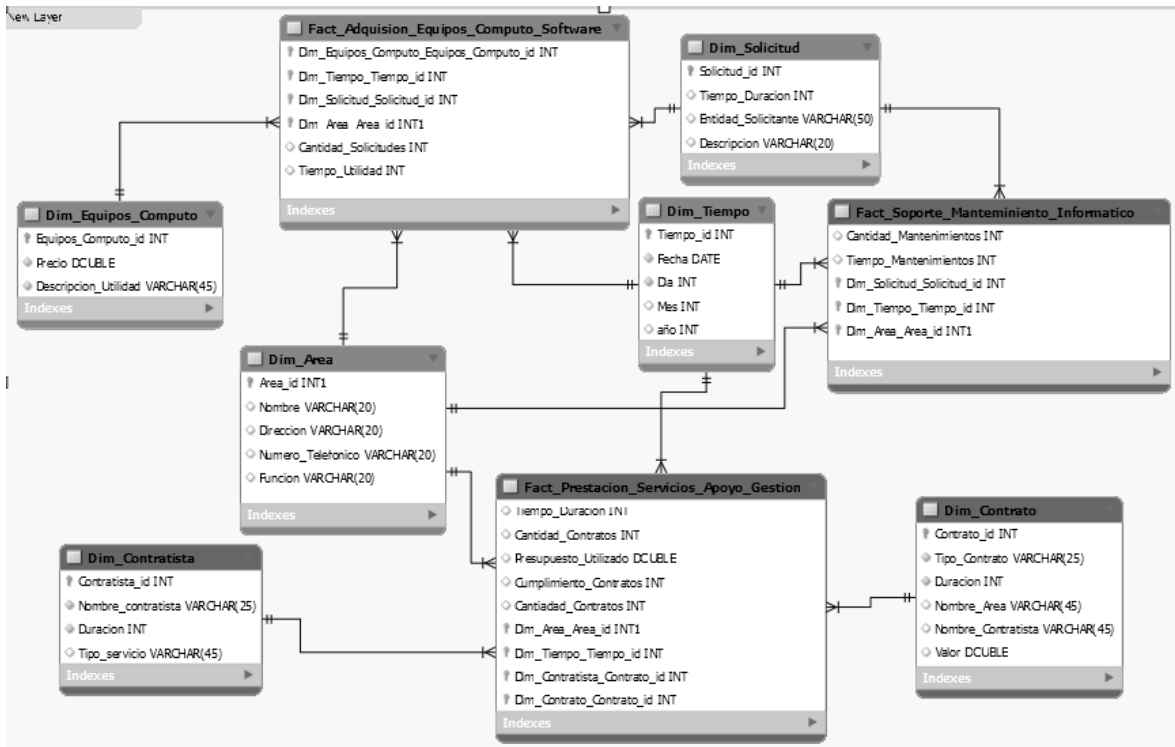 New Layer
Fact_Adquision_Equipos_Computo_Software
Dim_Equipos_Computo_Equipos_Computo_id INT
Dim_Tiempo_Tiempo_id INT
Dim_Solicitud_Solicitud_id INT
Dim_Area_Area_id INT1
Cantidad_Solicitudes INT
Tiempo_Utilidad INT
Indexes
Dim_Solicitud
Solicitud_id INT
Tiempo_Duracion INT
Entidad_Solicitante VARCHAR(50)
Descripcion VARCHAR(20)
Indexes
Dim_Equipos_Computo
Equipos_Computo_id INT
Precio DOUBLE
Descripcion_Utilidad VARCHAR(45)
Indexes
Dim_Tiempo
Tiempo_id INT
Fecha DATE
Dia INT
Mes INT
año INT
Indexes
Fact_Soporte_Manteminiento_Informatico
Cantidad_Mantenimientos INT
Tiempo_Mantenimientos INT
Dim_Solicitud_Solicitud_id INT
Dim_Tiempo_Tiempo_id INT
Dim_Area_Area_id INT1
Indexes
Dim_Area
Area_id INT1
Nombre VARCHAR(20)
Direccion VARCHAR(20)
Numero_Telefonico VARCHAR(20)
Funcion VARCHAR(20)
Indexes
Fact_Prestacion_Servicios_Apoyo_Gestion
Tiempo_Duracion INT
Cantidad_Contratos INT
Presupuesto_Utilizado DOUBLE
Cumplimiento_Contratos INT
Cantiadad_Contratos INT
Dim_Area_Area_id INT1
Dim_Tiempo_Tiempo_id INT
Dim_Contratista_Contrato_id INT
Dim_Contrato_Contrato_id INT
Indexes
Dim_Contrato
Contrato_id INT
Tipo_Contrato VARCHAR(25)
Duracion INT
Nombre_Area VARCHAR(45)
Nombre_Contratista VARCHAR(45)
Valor DOUBLE
Indexes
Dim_Contratista
Contratista_id INT
Nombre_contratista VARCHAR(25)
Duracion INT
Tipo_servicio VARCHAR(45)
Indexes